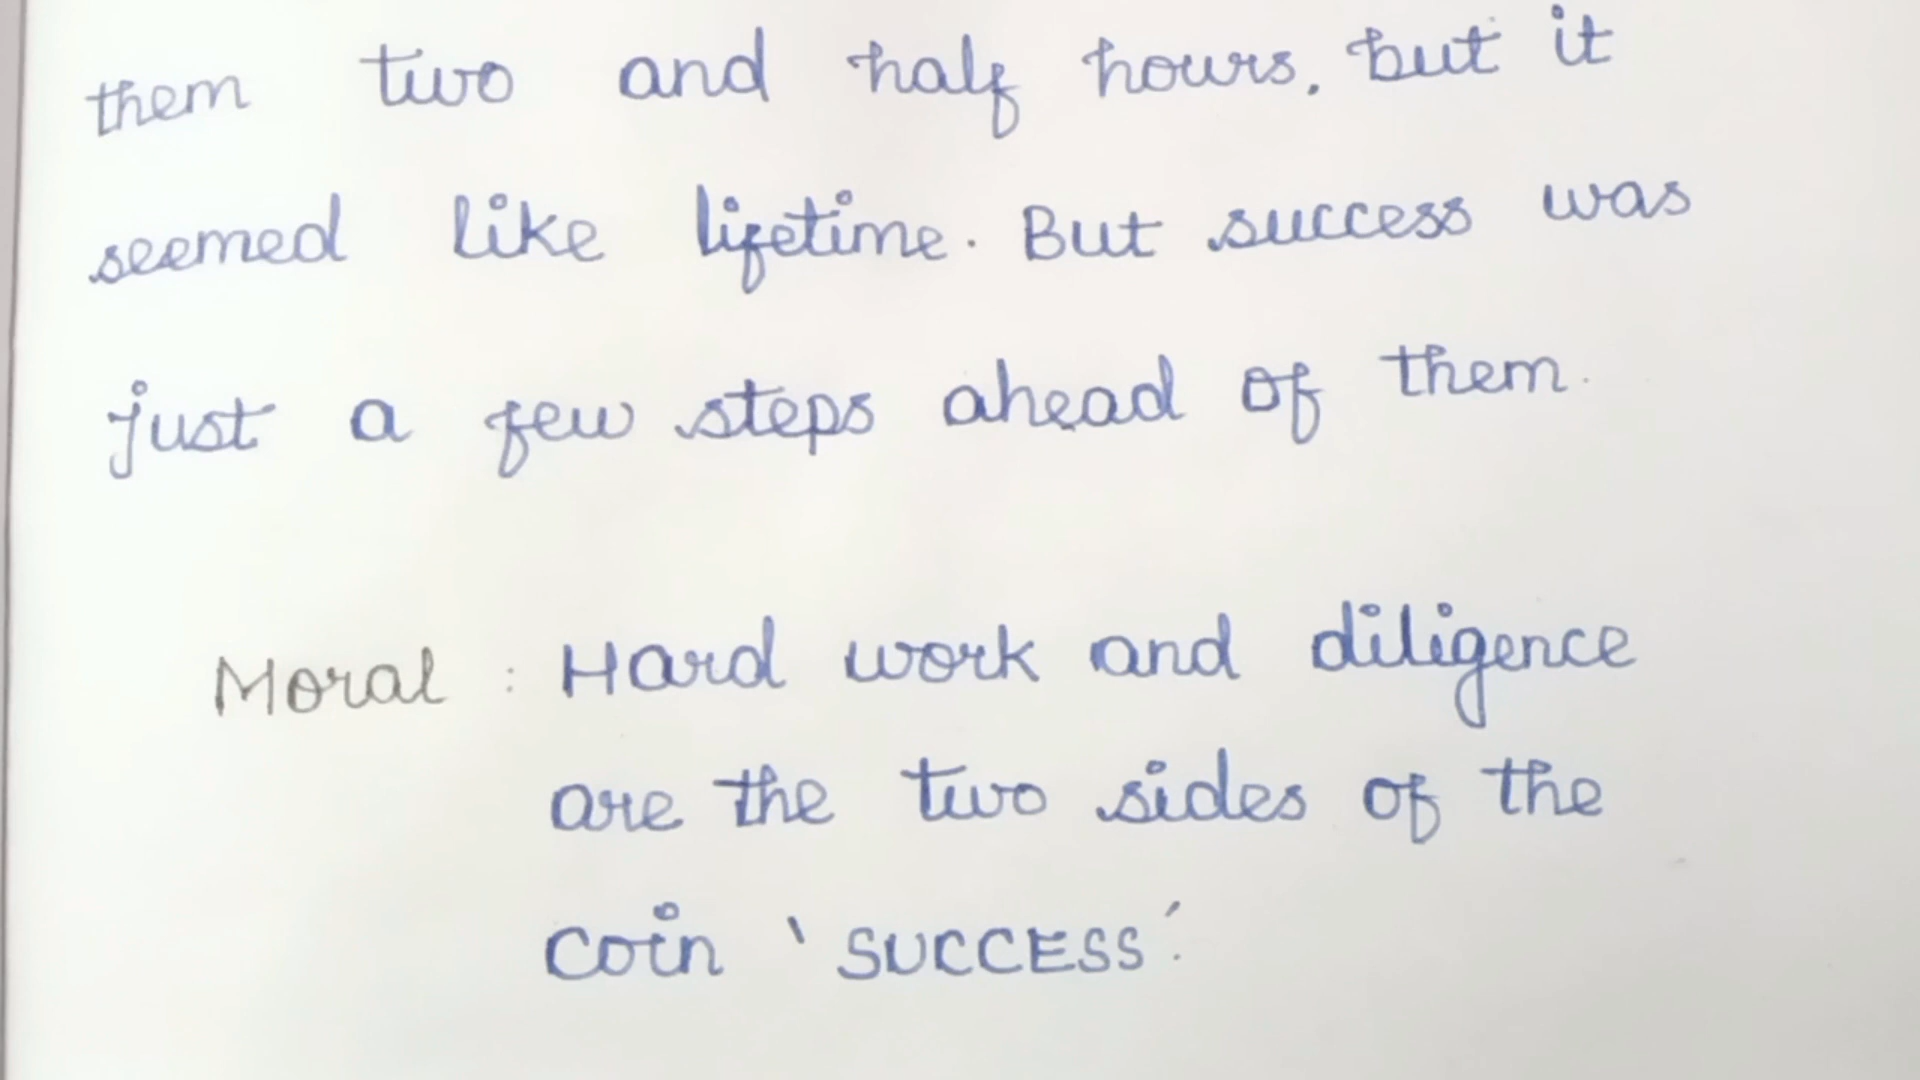 them two and half hours, but it
seemed like lifetime. But success was
just a few steps ahead of them.
Moral : Hard work and diligence
are the two sides of the
Coin 'SUCCESS'.